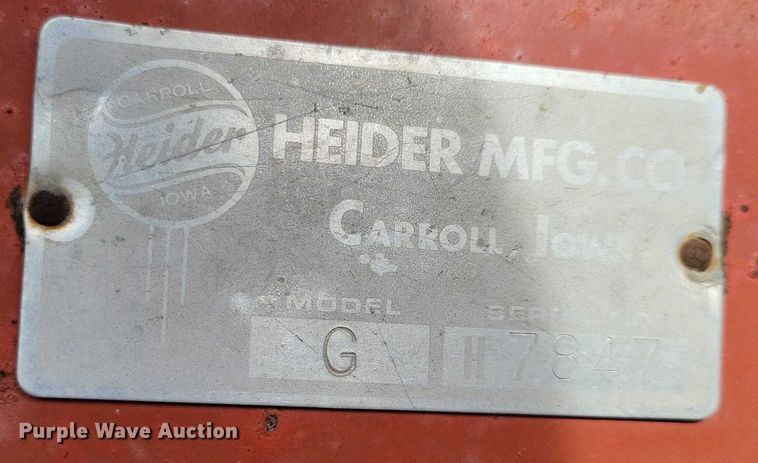 CARROLL
Heider
IOWA
HEIDER MFG. CO.
CARROLL, IOWA
MODEL
G 7847
Purple Wave Auction